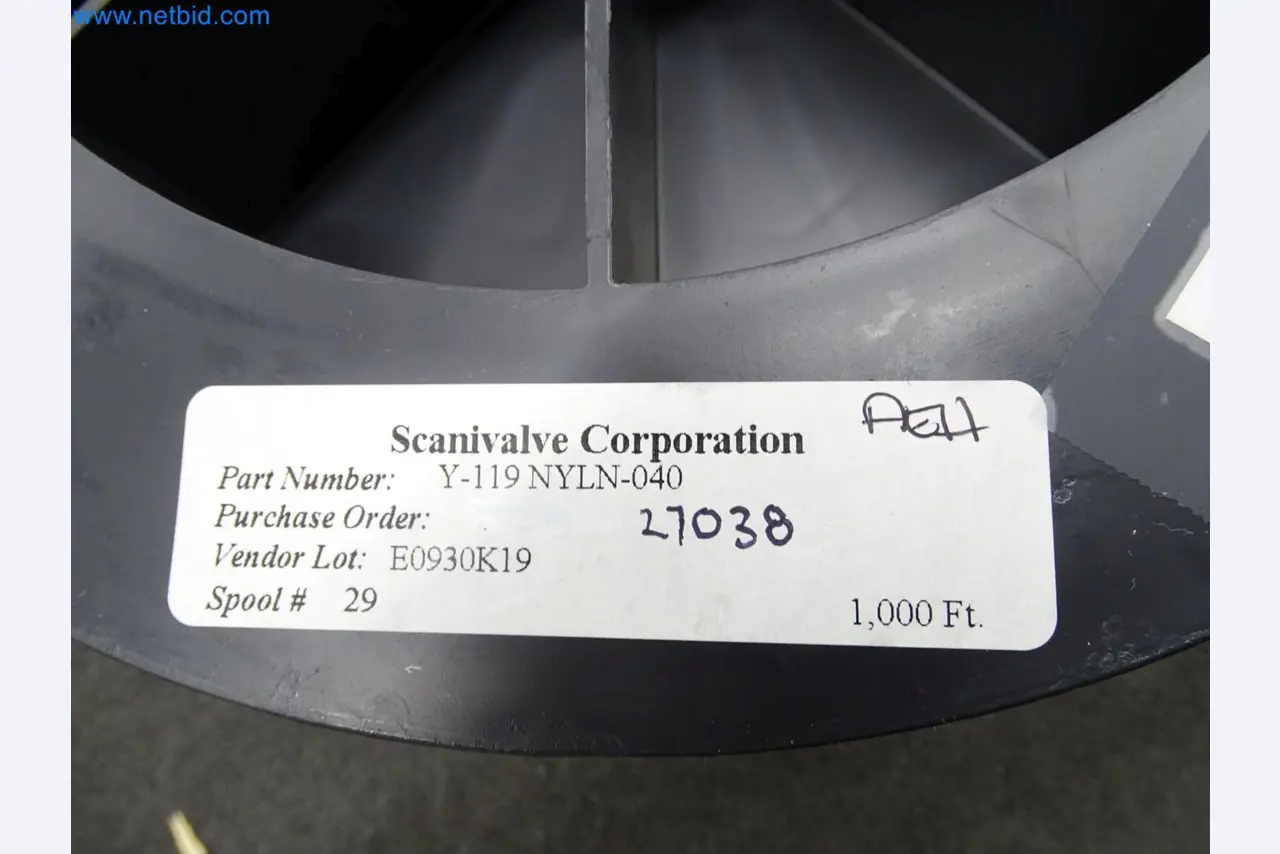 www.netbid.com
AEH
Scanivalve Corporation
Part Number: Y-119 NYLN-040
Purchase Order: 27038
Vendor Lot: E0930K19
Spool # 29 1,000 Ft.